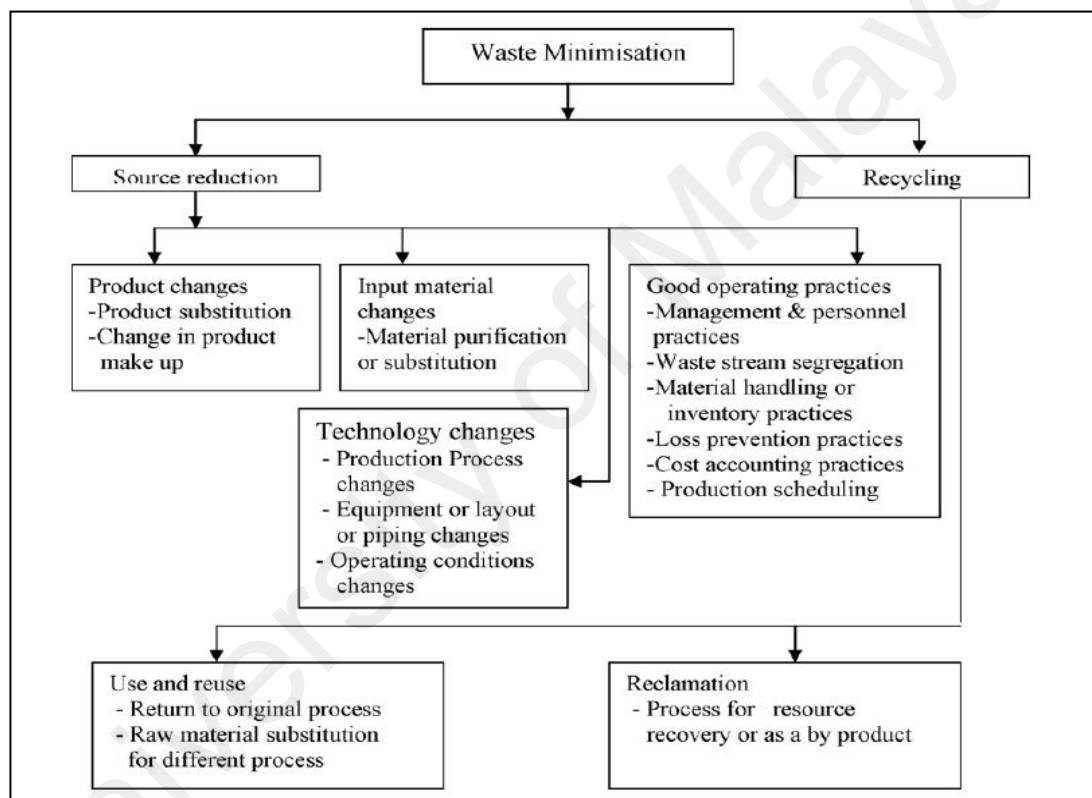 Waste Minimisation
Source reduction
Recycling
Product changes
-Product substitution
-Change in product
make up
Input material
changes
-Material purification
or substitution
Good operating practices
-Management & personnel
practices
-Waste stream segregation
-Material handling or
inventory practices
-Loss prevention practices
-Cost accounting practices
- Production scheduling
Technology changes
- Production Process
changes
- Equipment or layout
or piping changes
- Operating conditions
changes
Use and reuse
- Return to original process
- Raw material substitution
for different process
Reclamation
- Process for resource
recovery or as a by product
University of Malaya